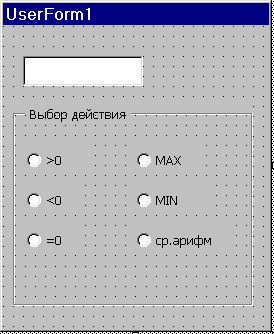 UserForm1
Выбор действия
>0 MAX
<0 MIN
=0 ср.арифм